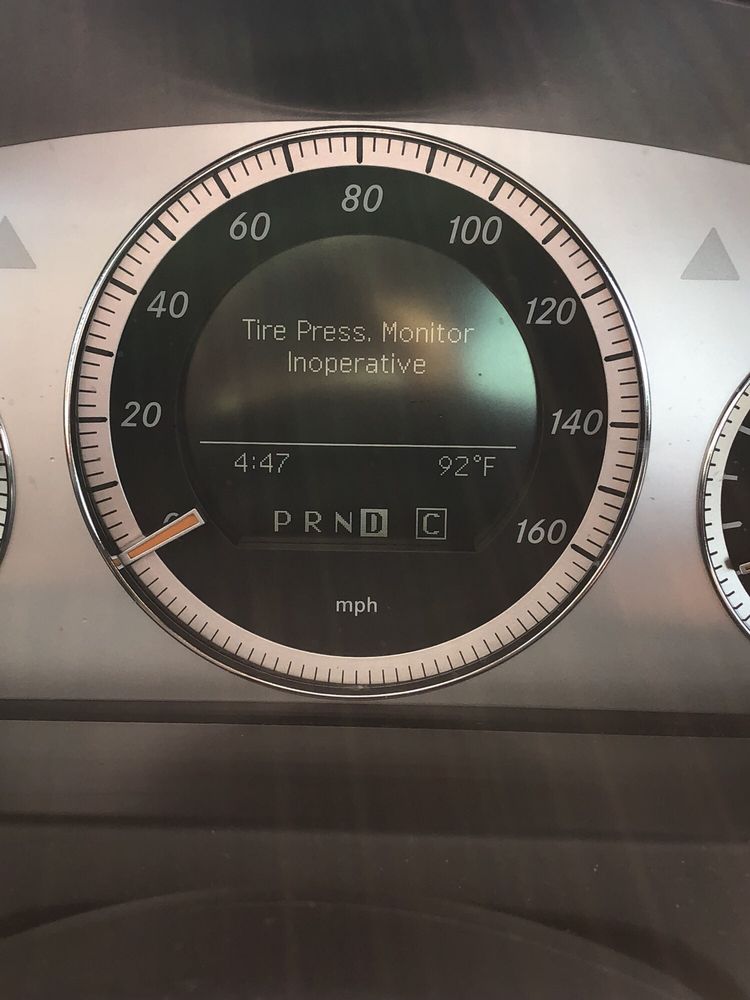 80
60 100
40 120
Tire Press. Monitor
Inoperative
20 140
4:47 92°F
PRND C
160
mph